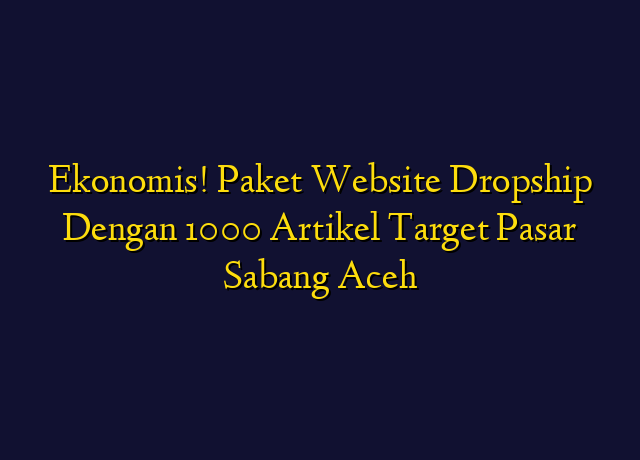 Ekonomis! Paket Website Dropship
Dengan 1000 Artikel Target Pasar
Sabang Aceh